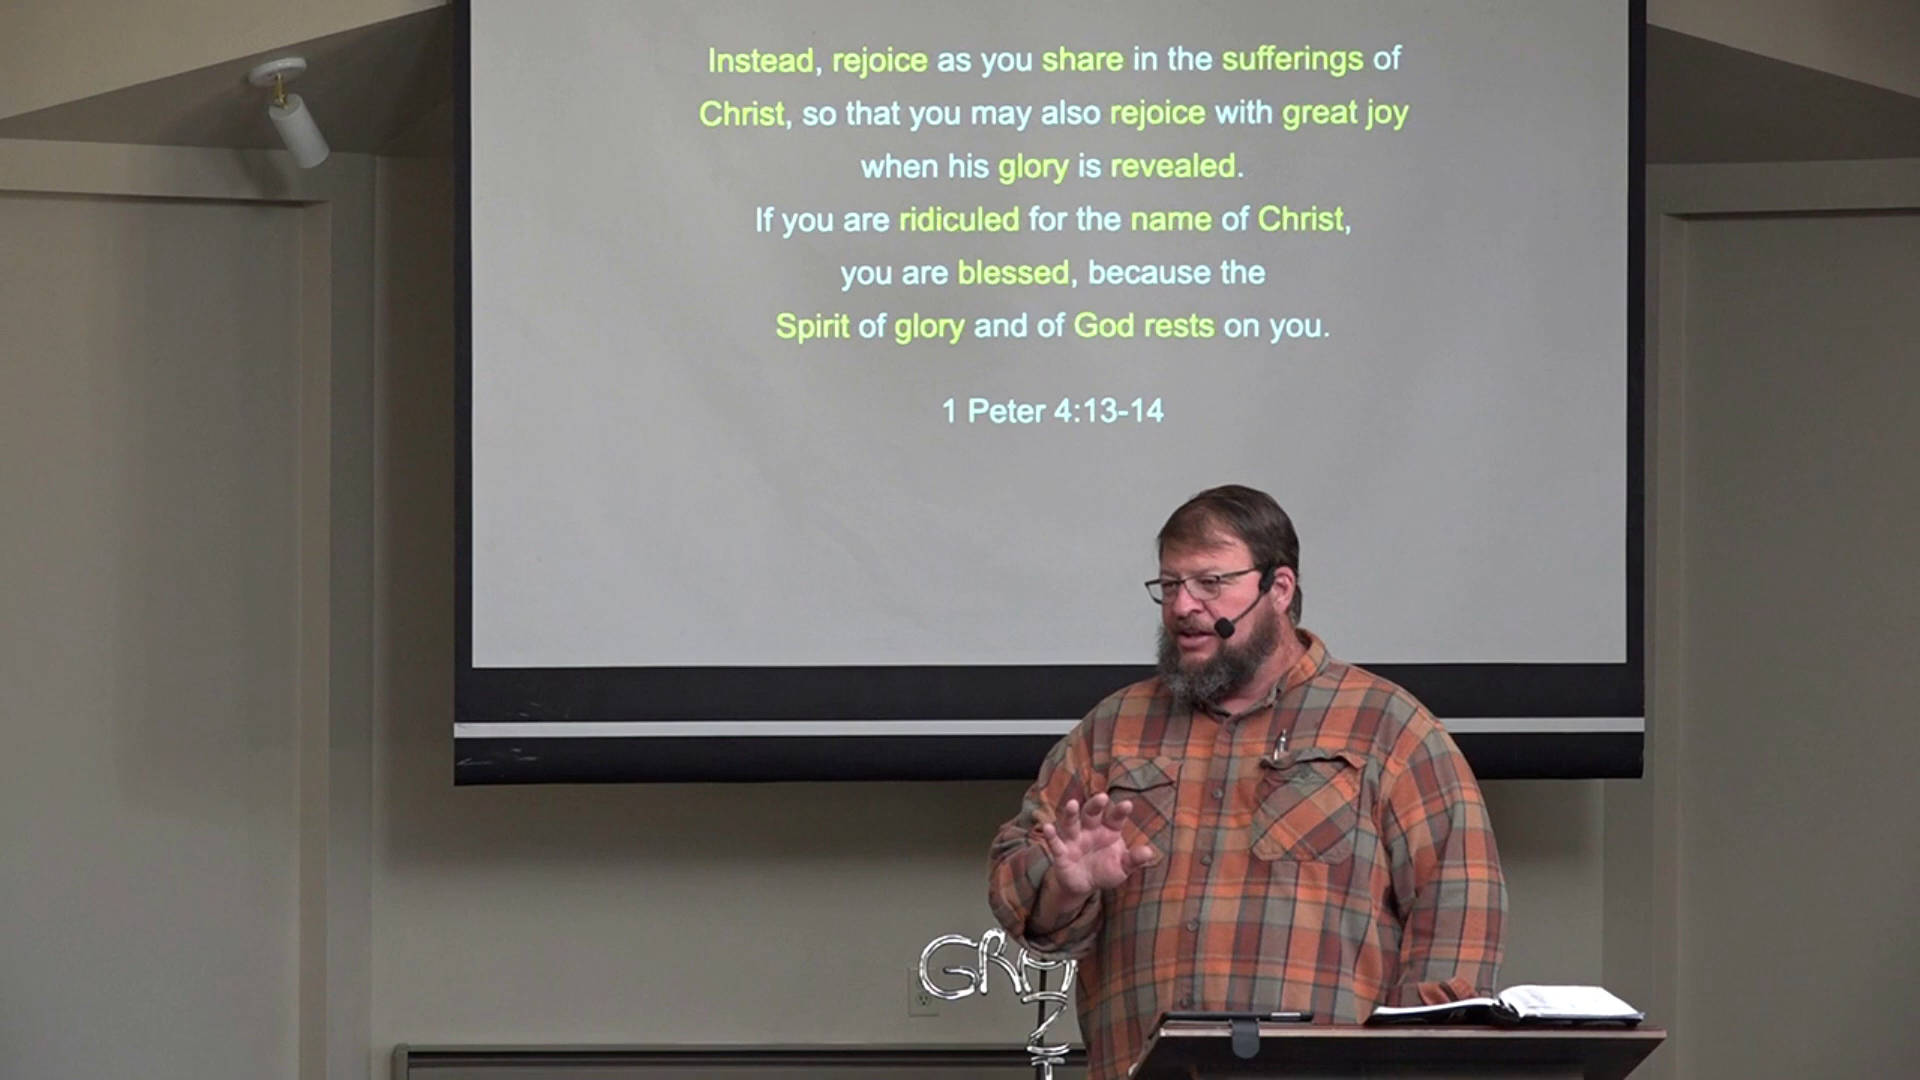 Instead, rejoice as you share in the sufferings of
Christ, so that you may also rejoice with great joy
when his glory is revealed.
If you are ridiculed for the name of Christ,
you are blessed, because the
Spirit of glory and of God rests on you.
1 Peter 4:13-14